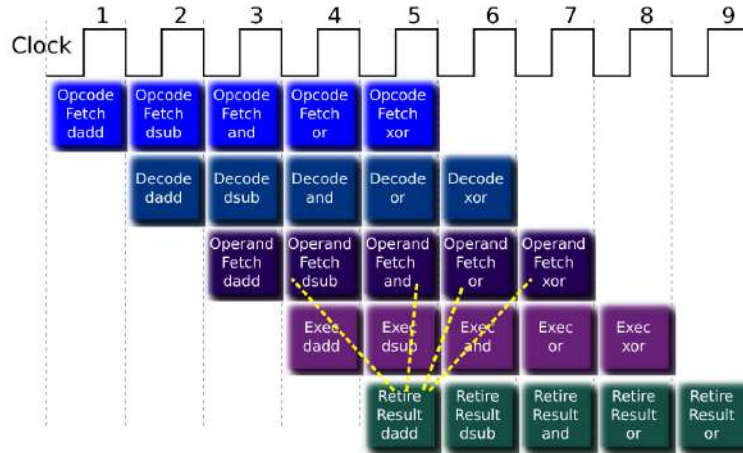 1 2 3 4 5 6 7 8 9
Clock
Opcode Opcode Opcode Opcode Opcode
Fetch Fetch Fetch Fetch Fetch
dadd dsub and or xor
Decode Decode Decode Decode Decode
dadd dsub and or xor
Operand Operand Operand Operand Operand
Fetch Fetch Fetch Fetch Fetch
dadd dsub and or xor
Exec Exec Exec Exec Exec
dadd dsub and or xor
Retire Retire Retire Retire Retire
Result Result Result Result Result
dadd dsub and or or